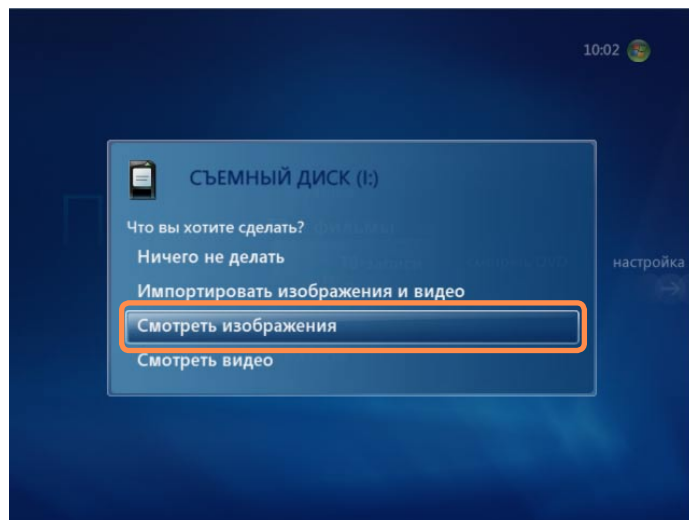 10:02
СЪЕМНЫЙ ДИСК (I:)
Что вы хотите сделать?
Ничего не делать
настройка
Импортировать изображения и видео
Смотреть изображения
Смотреть видео